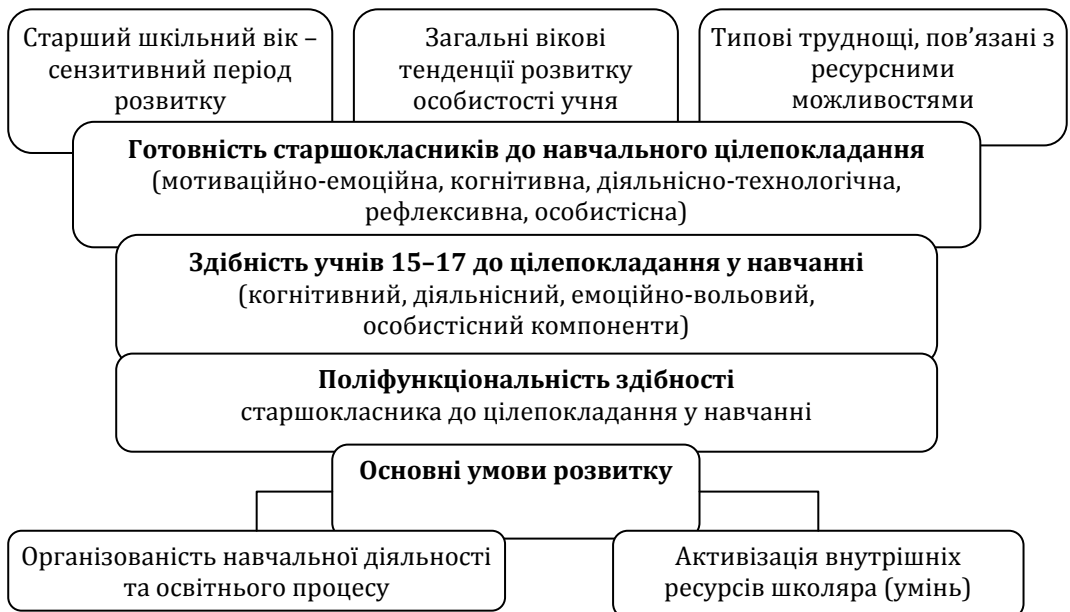 Старший шкільний вік –
сензитивний період
розвитку
Загальні вікові
тенденції розвитку
особистості учня
Типові труднощі, пов’язані з
ресурсними
можливостями
Готовність старшокласників до навчального цілепокладання
(мотиваційно-емоційна, когнітивна, діяльнісно-технологічна,
рефлексивна, особистісна)
Здібність учнів 15–17 до цілепокладання у навчанні
(когнітивний, діяльнісний, емоційно-вольовий,
особистісний компоненти)
Поліфункціональність здібності
старшокласника до цілепокладання у навчанні
Основні умови розвитку
Організованість навчальної діяльності
та освітнього процесу
Активізація внутрішніх
ресурсів школяра (умінь)